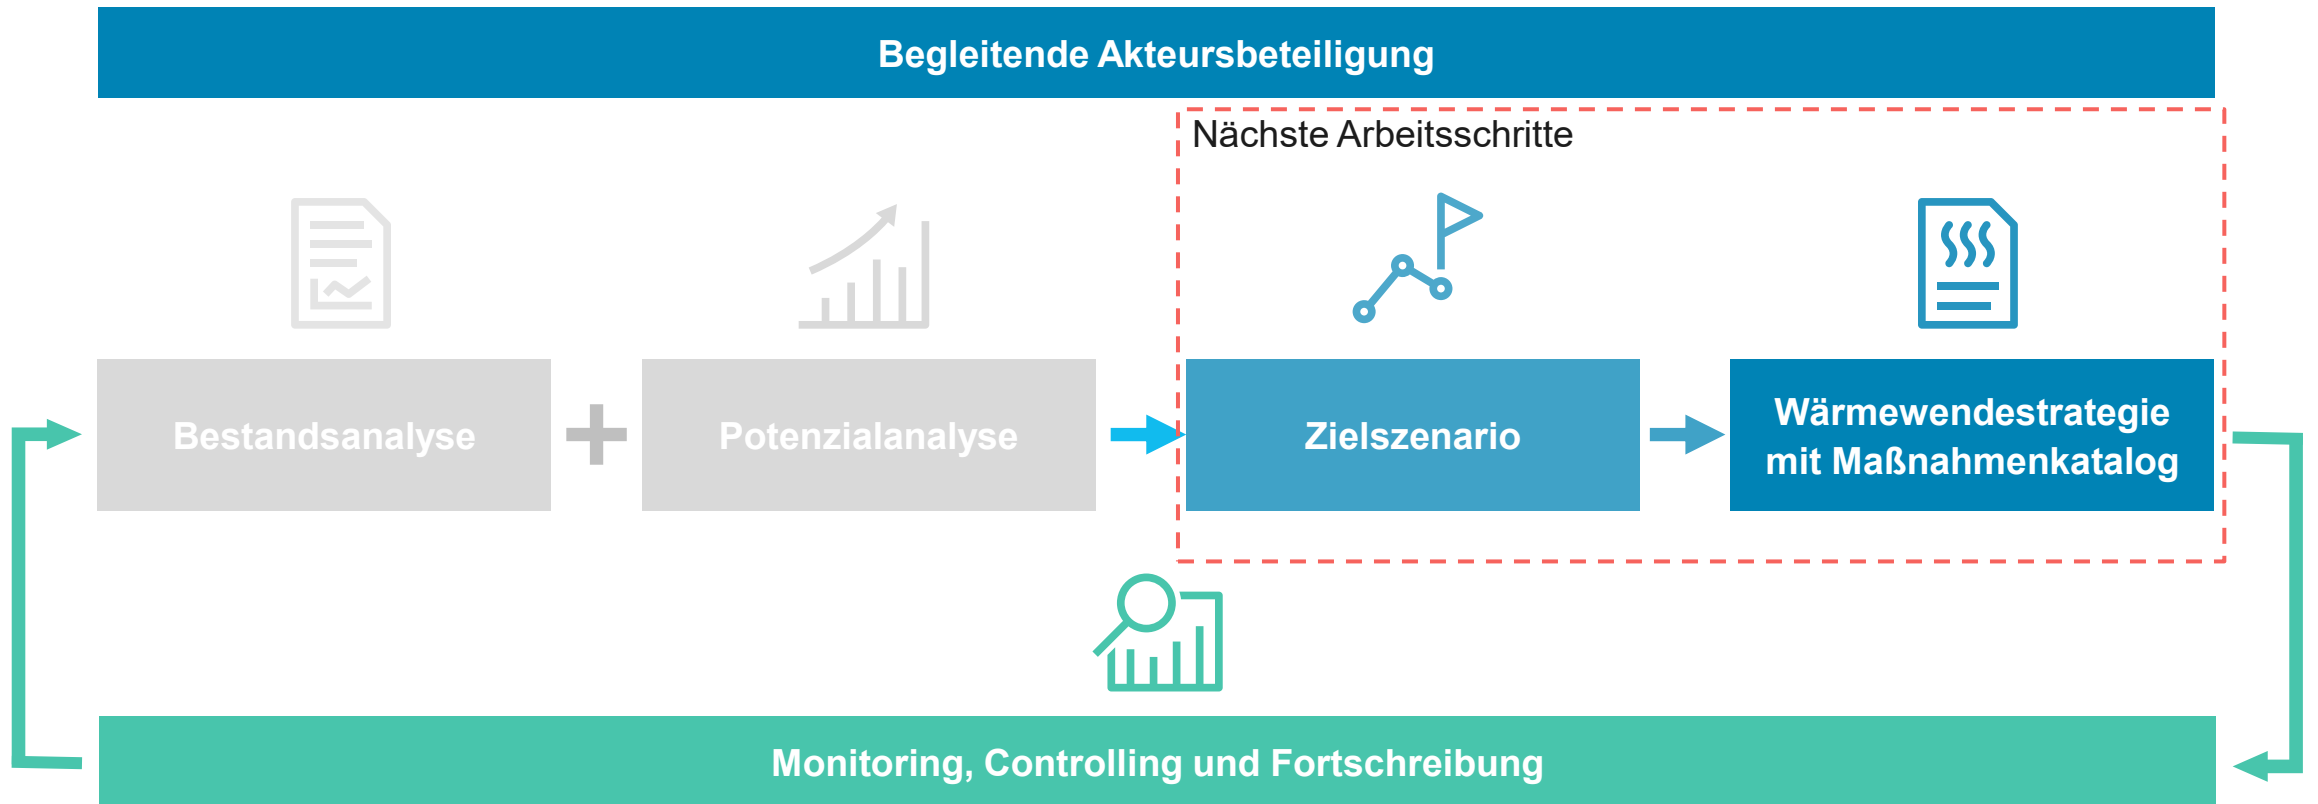 Begleitende Akteursbeteiligung
Nächste Arbeitsschritte
Bestandsanalyse
Potenzialanalyse
Zielszenario
Wärmewendestrategie
mit Maßnahmenkatalog
Monitoring, Controlling und Fortschreibung